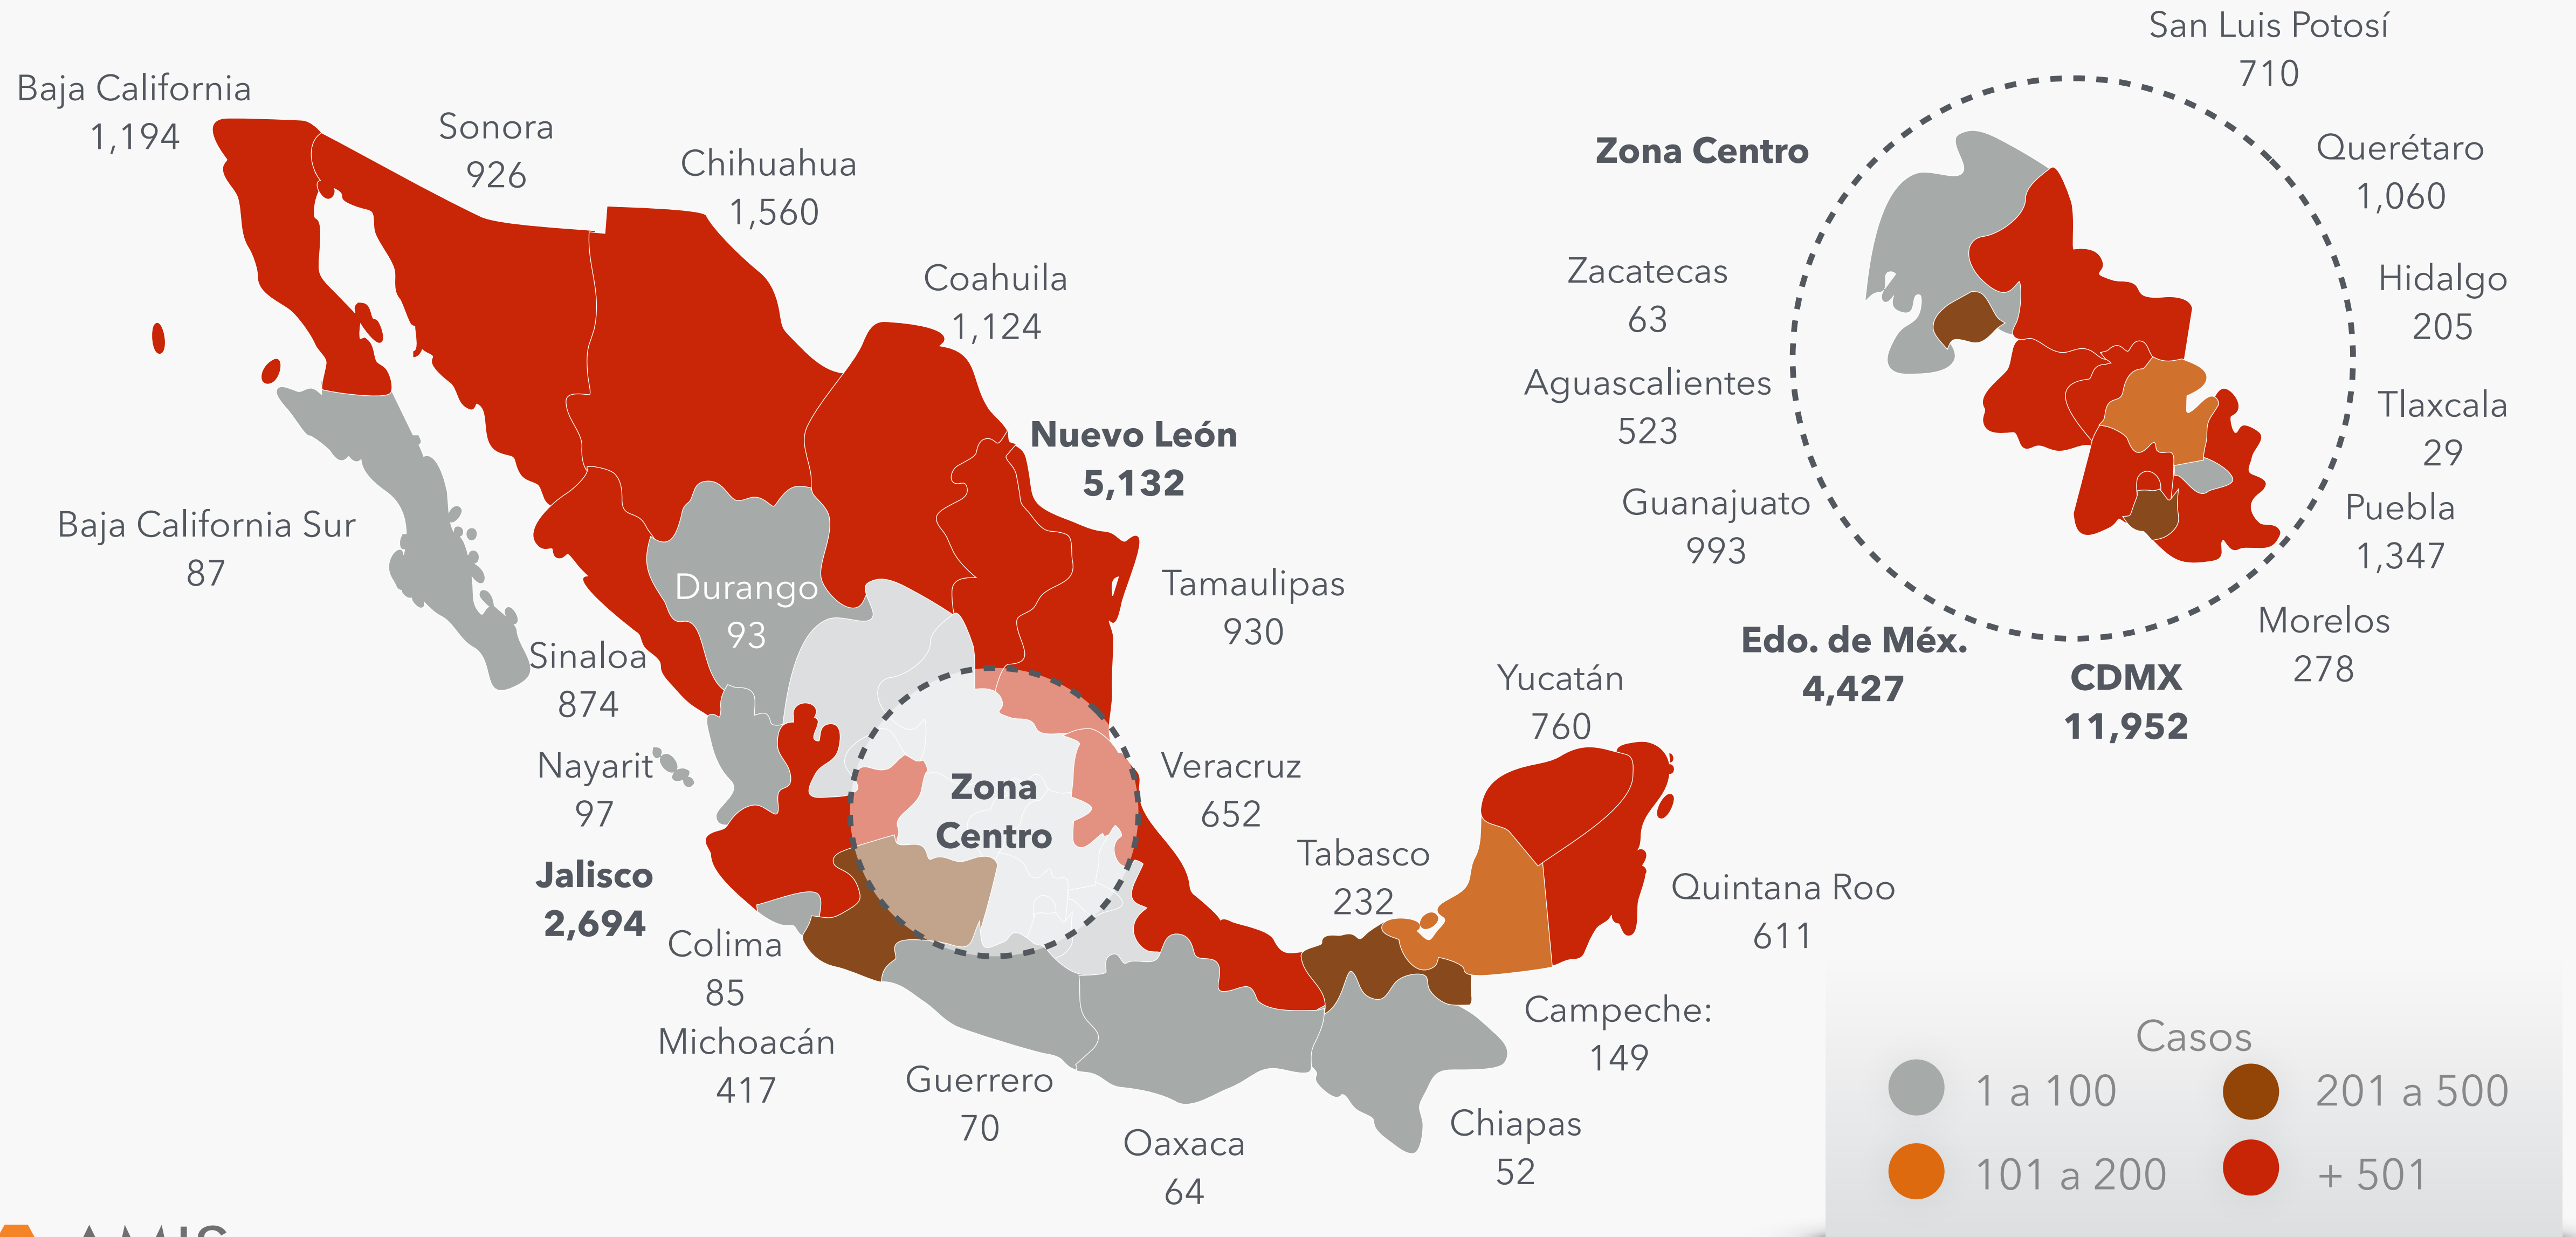 San Luis Potosí
710
Baja California
1,194
Sonora
926
Chihuahua
1,560
Zona Centro
Querétaro
1,060
Coahuila
1,124
Zacatecas
63
Hidalgo
205
Aguascalientes
523
Tlaxcala
29
Nuevo León
5,132
Guanajuato
993
Puebla
1,347
Baja California Sur
87
Durango
93
Tamaulipas
930
Edo. de Méx.
4,427
CDMX
11,952
Morelos
278
Sinaloa
874
Yucatán
760
Nayarit
97
Zona
Centro
Veracruz
652
Jalisco
2,694
Tabasco
232
Quintana Roo
611
Colima
85
Michoacán
417
Guerrero
70
Oaxaca
64
Campeche:
149
Chiapas
52
Casos
1 a 100
201 a 500
101 a 200
+ 501
AMIS